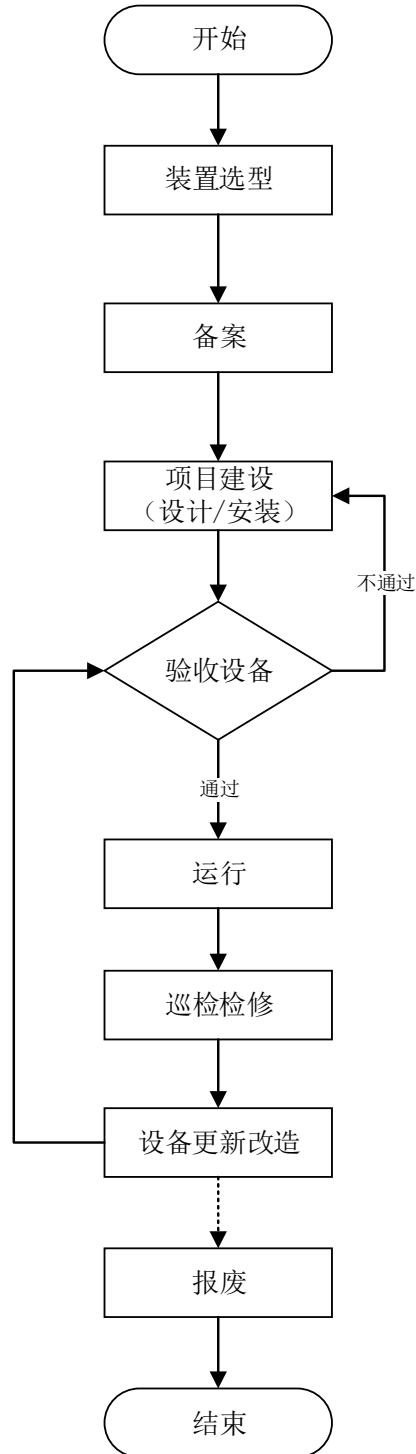 开始
装置选型
备案
项目建设
（设计/安装）
不通过
验收设备
通过
运行
巡检检修
设备更新改造
报废
结束